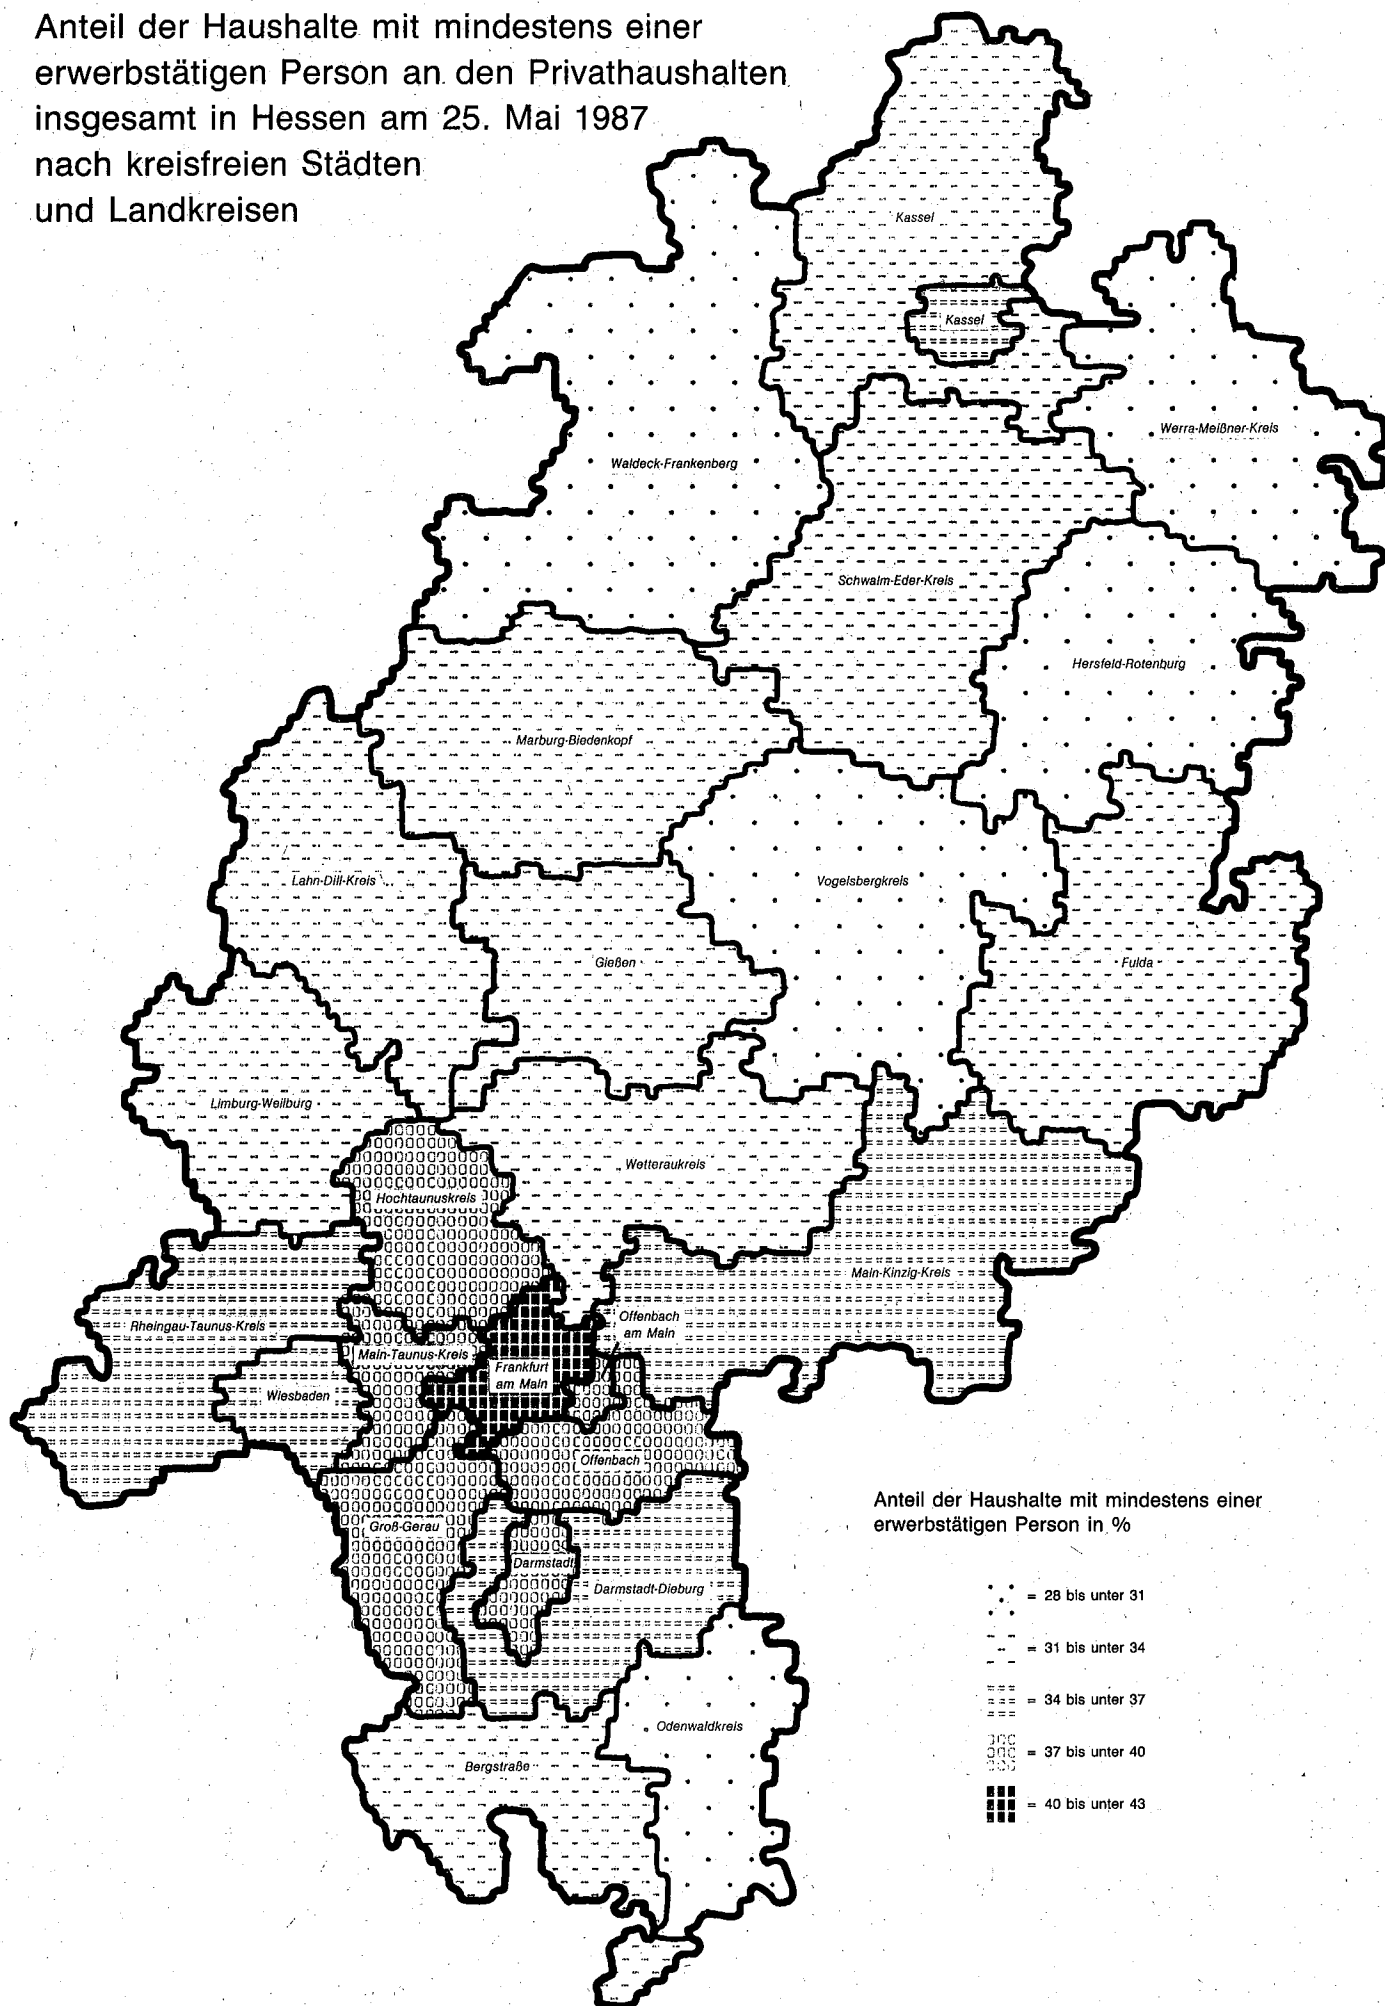 Anteil der Haushalte mit mindestens einer
erwerbstätigen Person an den Privathaushalten
insgesamt in Hessen am 25. Mai 1987
nach kreisfreien Städten
und Landkreisen
Kassel
Kassel
Werra-Meißner-Kreis
Waldeck-Frankenberg
Schwalm-Eder-Kreis
Hersfeld-Rotenburg
Marburg-Biedenkopf
Lahn-Dill-Kreis
Vogelsbergkreis
Gießen
Fulda
Limburg-Weilburg
Wetteraukreis
Hochtaunuskreis
Main-Kinzig-Kreis
Rheingau-Taunus-Kreis
Offenbach
am Main
Main-Taunus-Kreis
Frankfurt
am Main
Wiesbaden
Offenbach
Groß-Gerau
Darmstadt
Darmstadt-Dieburg
Odenwaldkreis
Bergstraße
Anteil der Haushalte mit mindestens einer
erwerbstätigen Person in %
= 28 bis unter 31
= 31 bis unter 34
= 34 bis unter 37
= 37 bis unter 40
= 40 bis unter 43